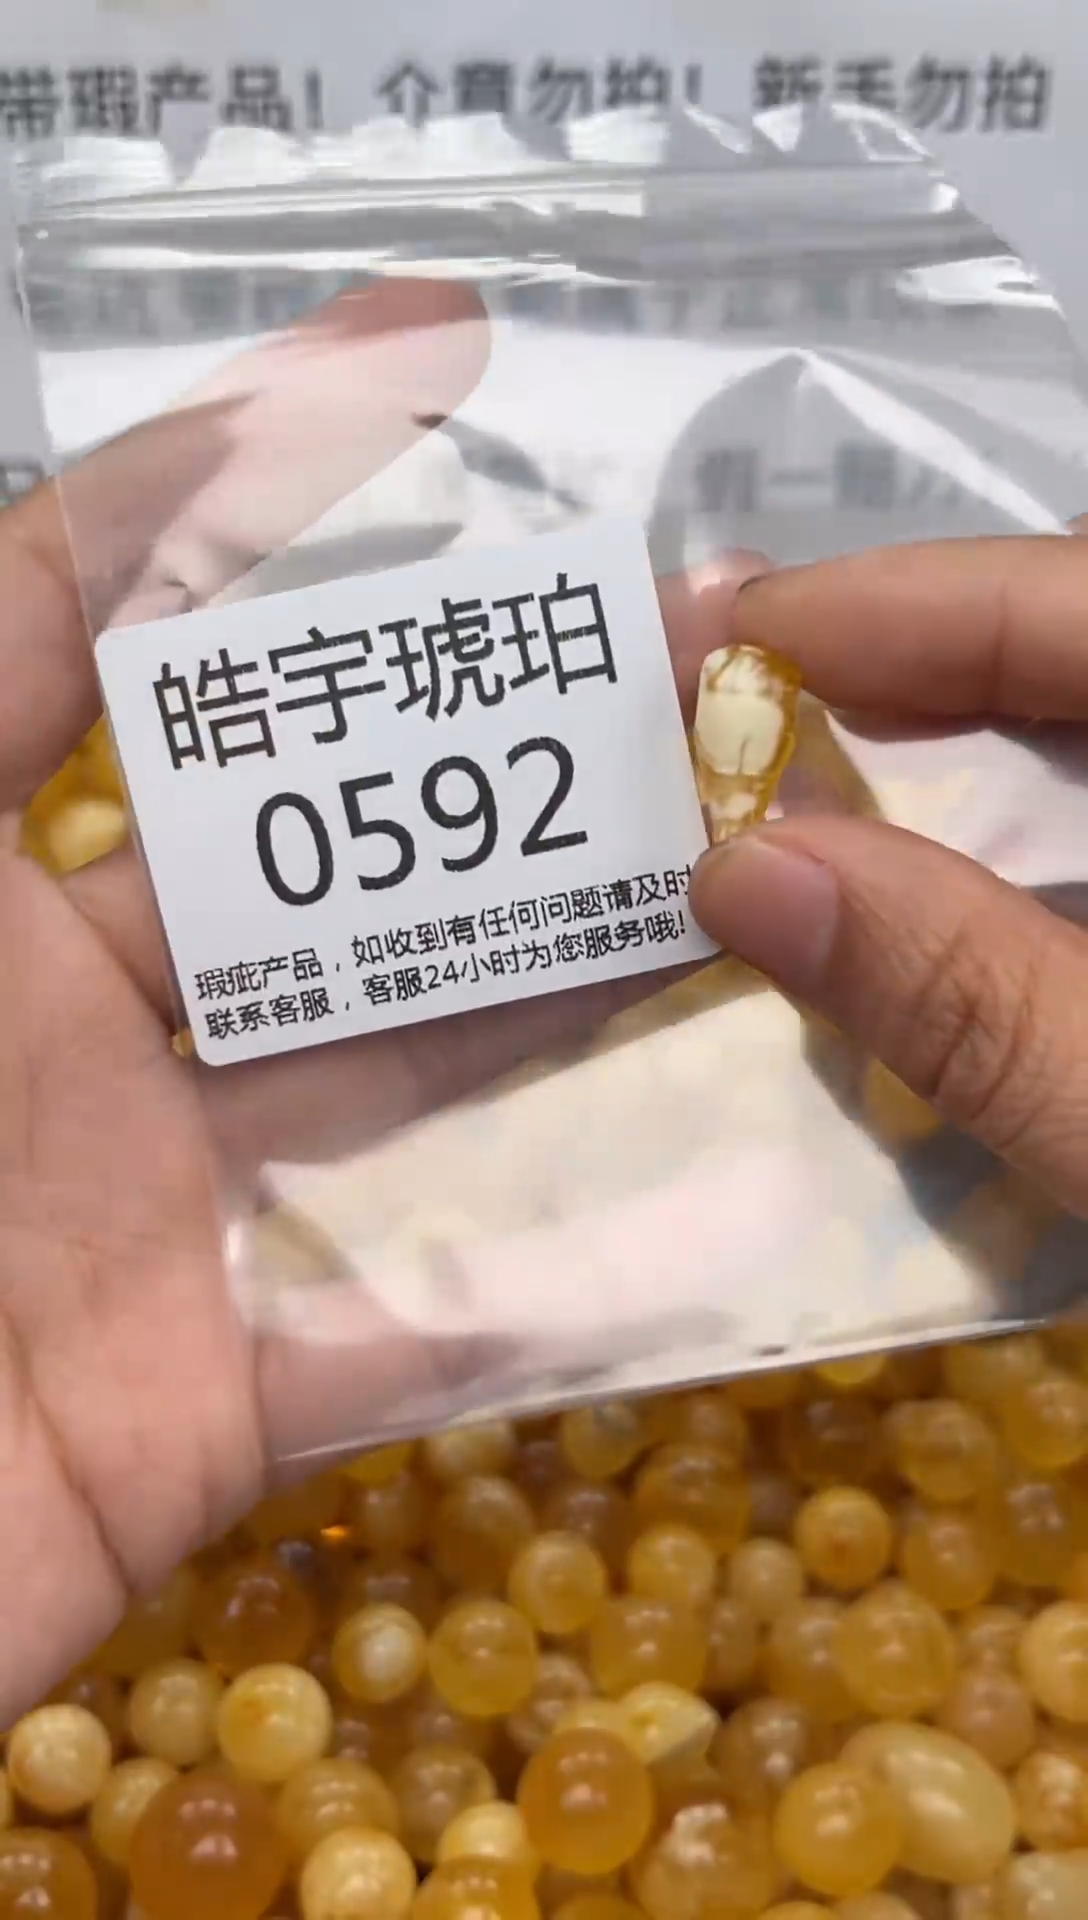 带瑕产品！ 介意勿拍！ 新手勿拍
皓宇琥珀
0592
瑕疵产品，如收到有任何问题请及时
联系客服，客服24小时为您服务哦!